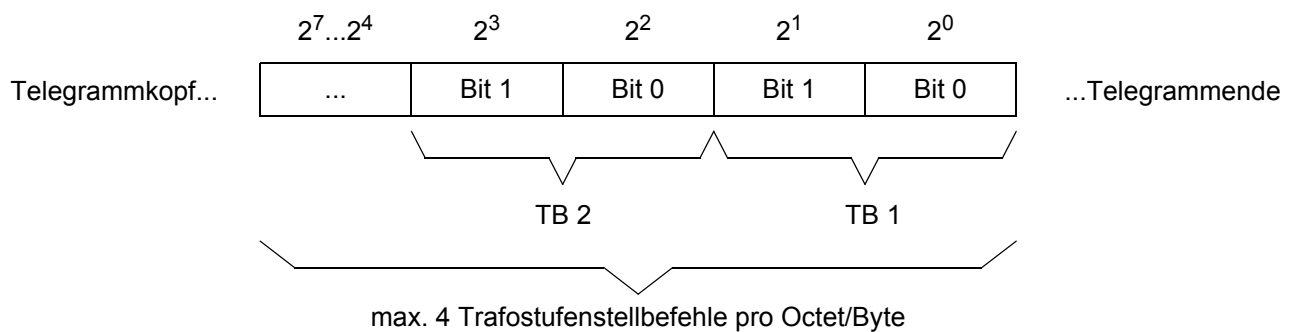 2⁷...2⁴ 2³ 2² 2¹ 2⁰
Telegrammkopf... ... Bit 1 Bit 0 Bit 1 Bit 0 ...Telegrammende
TB 2 TB 1
max. 4 Trafostufenstellbefehle pro Octet/Byte